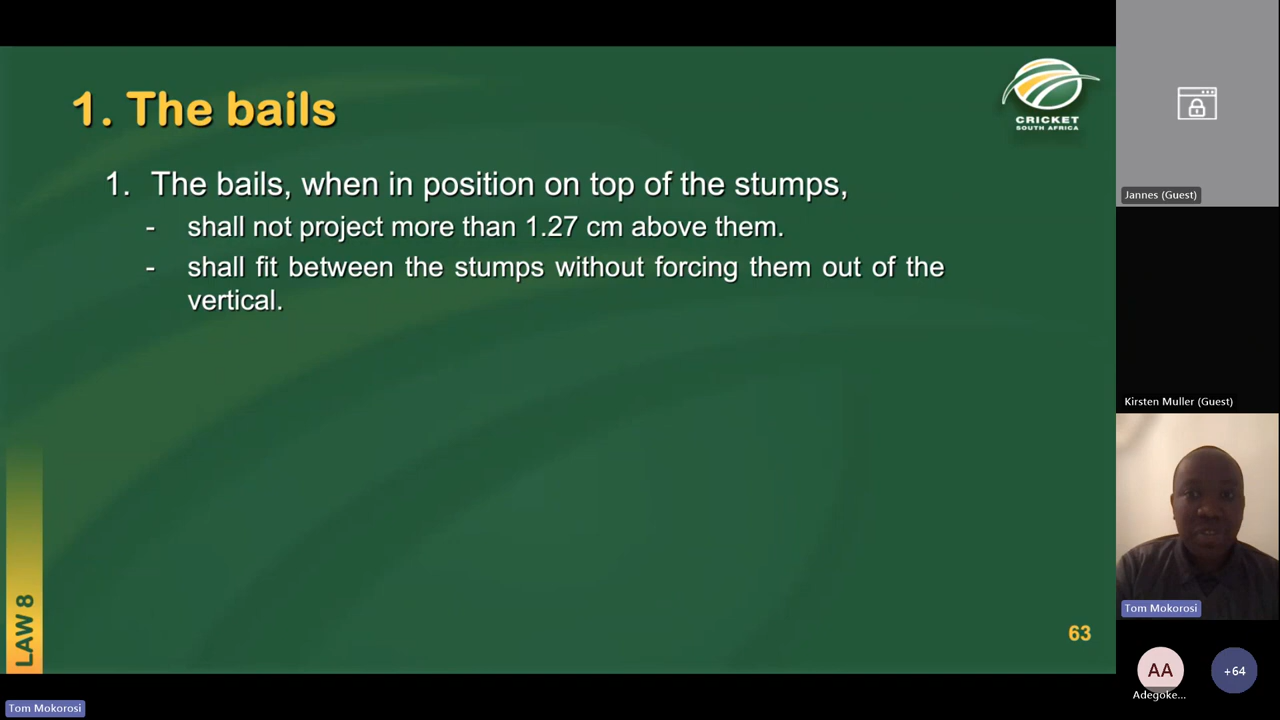 1. The bails
CRICKET
SOUTH AFRICA
1. The bails, when in position on top of the stumps,
- shall not project more than 1.27 cm above them.
- shall fit between the stumps without forcing them out of the
vertical.
LAW 8
63
Tom Mokorosi
Jannes (Guest)
Kirsten Muller (Guest)
Tom Mokorosi
AA
Adegoke...
+64